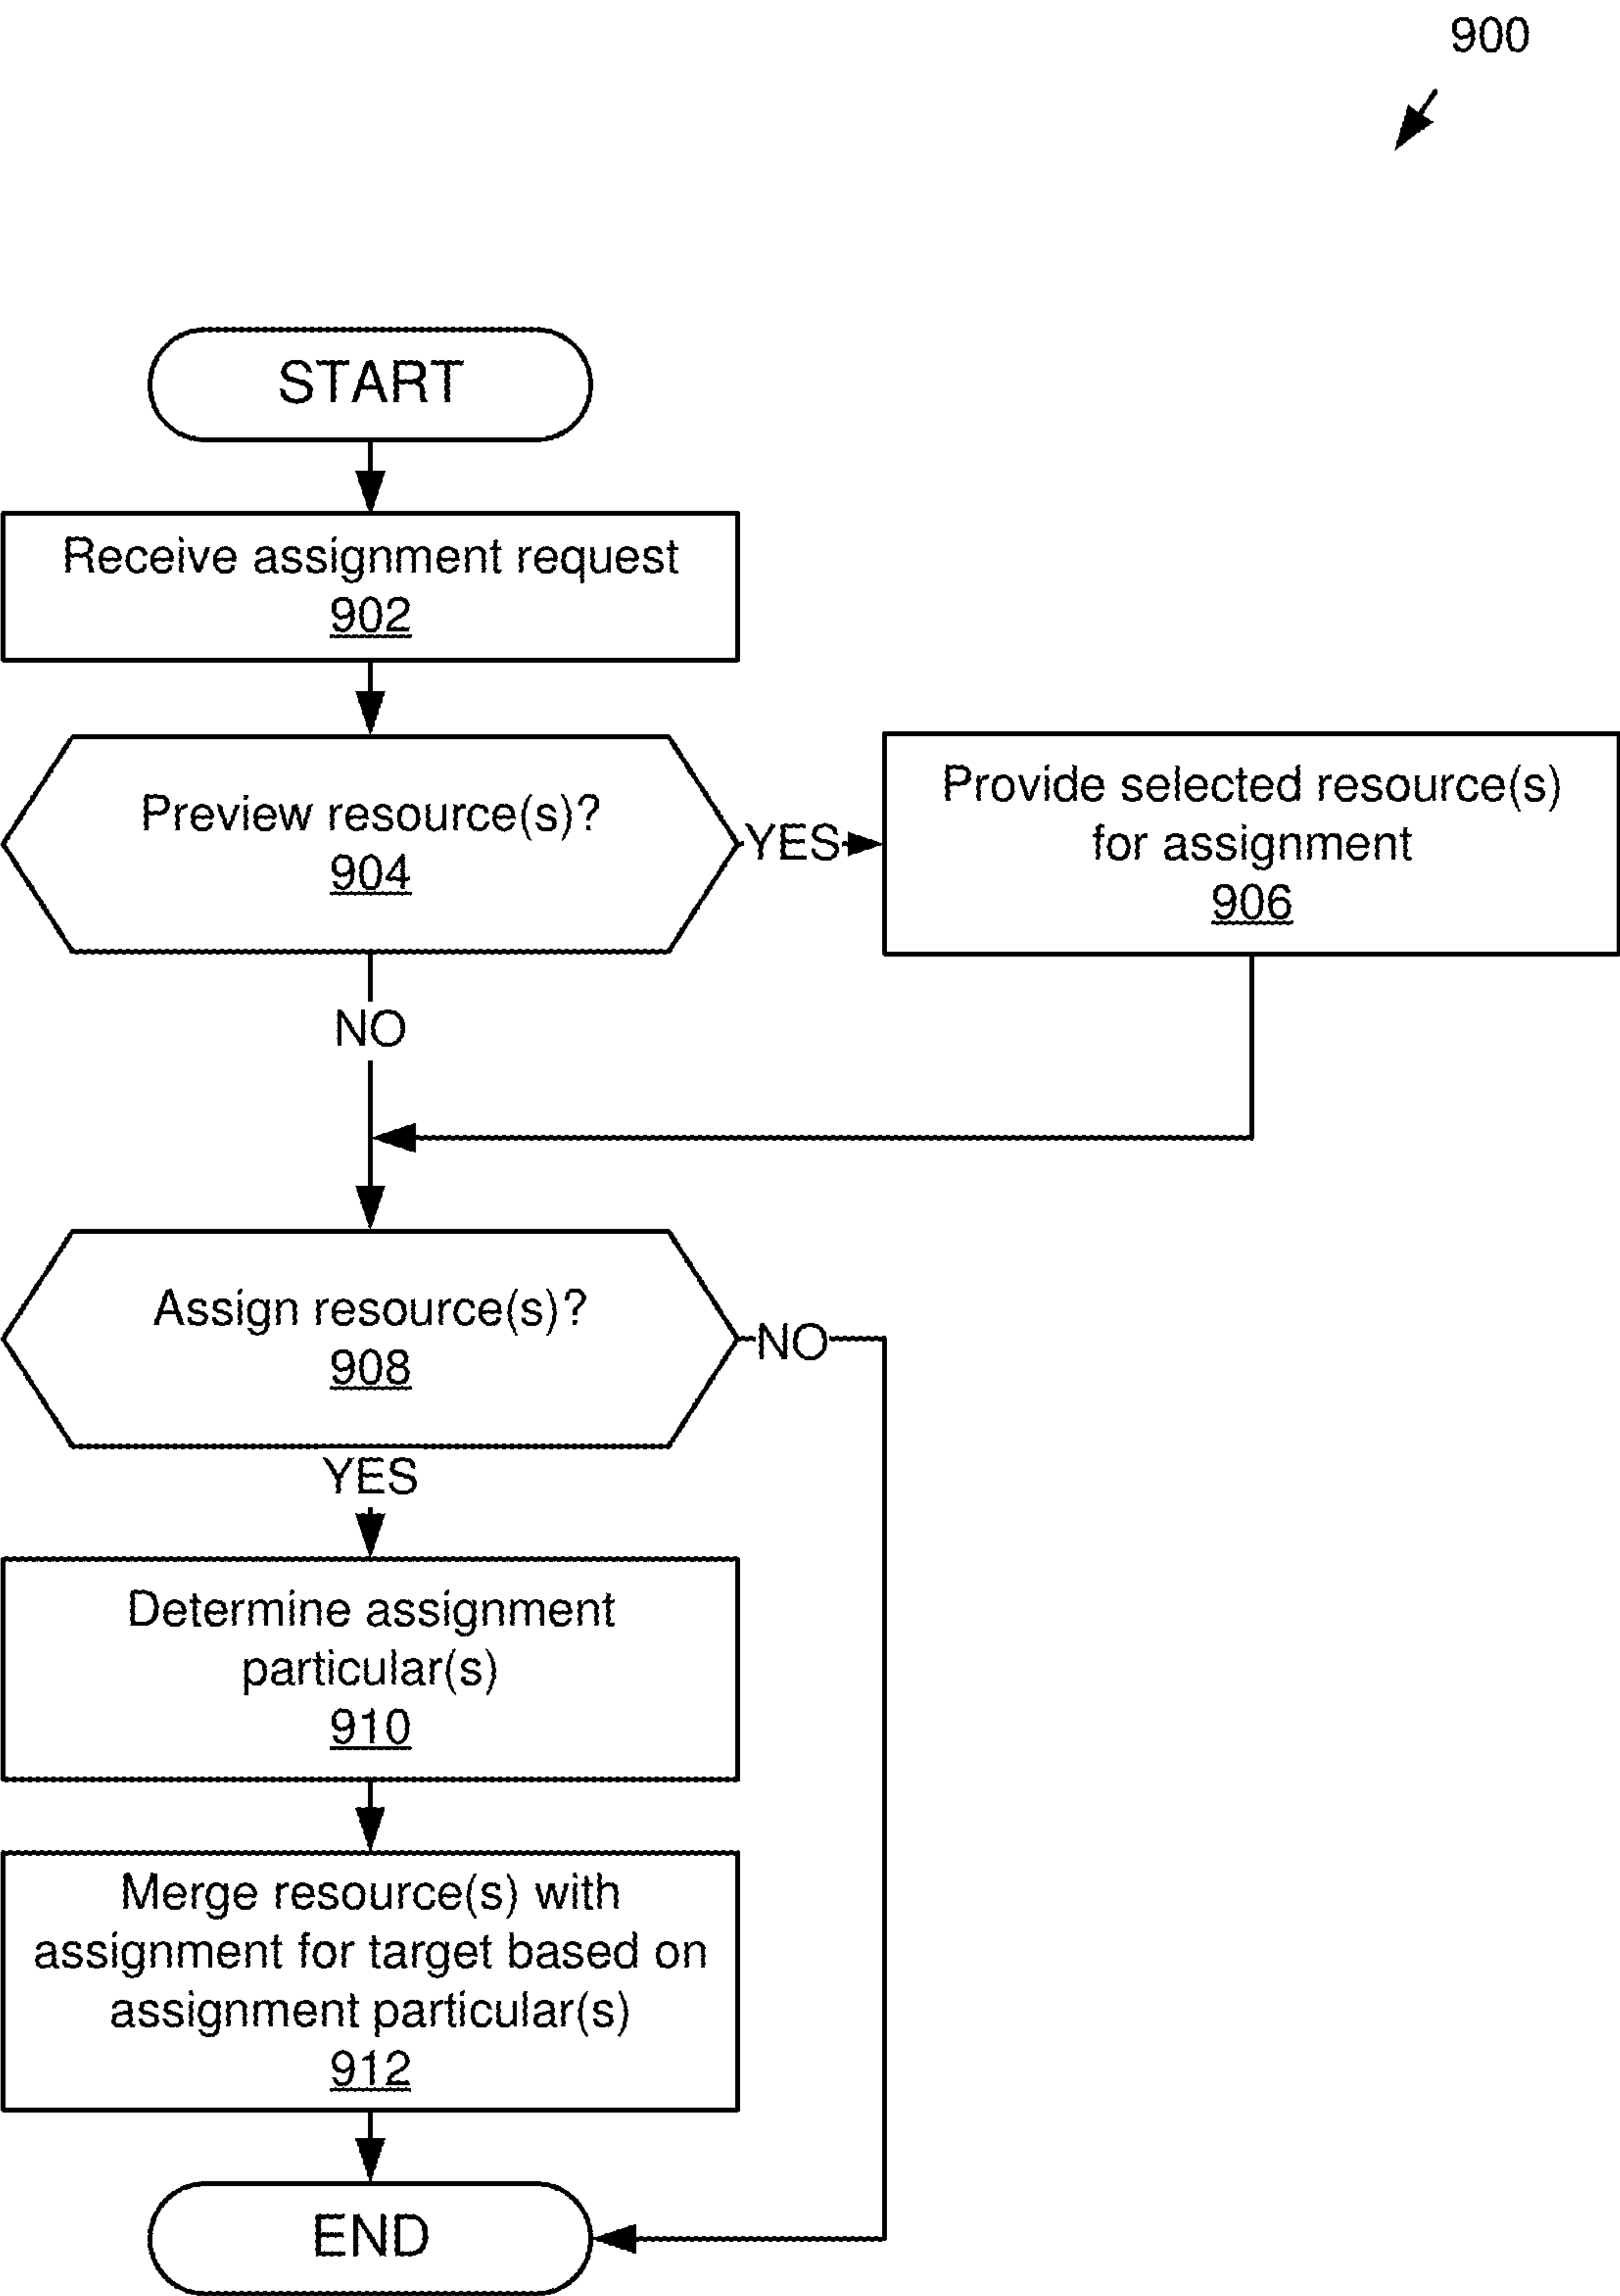 900
START
Receive assignment request
902
Preview resource(s)?
904
YES
Provide selected resource(s)
for assignment
906
NO
Assign resource(s)?
908
NO
YES
Determine assignment
particular(s)
910
Merge resource(s) with
assignment for target based on
assignment particular(s)
912
END